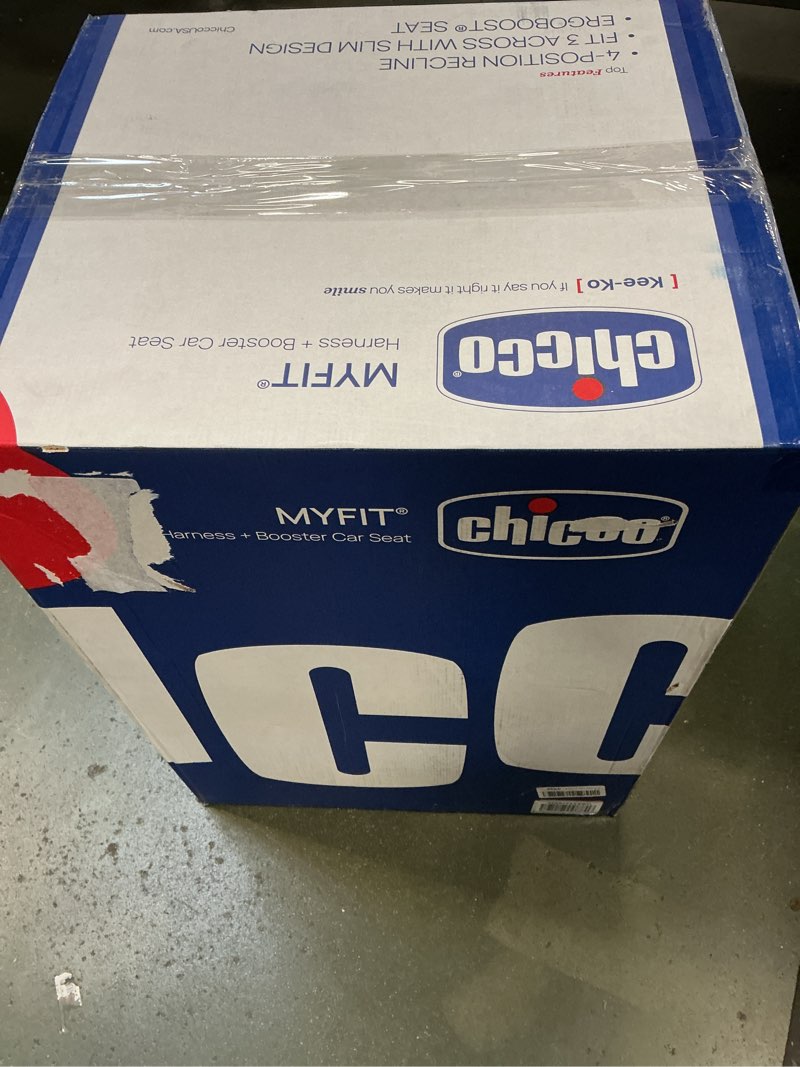 Top Features
• 4-POSITION RECLINE
• FIT 3 ACROSS WITH SLIM DESIGN
• ERGOBOOST® SEAT
ChiccoUSA.com
[ Kee-Ko ] If you say it right it makes you smile
chicco®
MYFIT®
Harness + Booster Car Seat
MYFIT®
Harness + Booster Car Seat
chicco®
cc